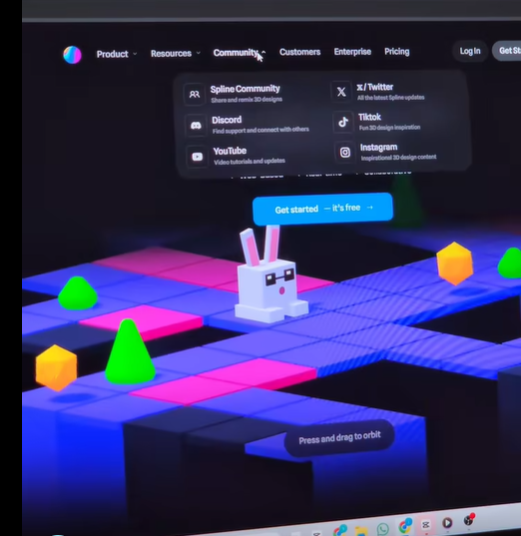 Product
Resources
Community
Customers
Enterprise
Pricing
Log In
Get St
Spline Community
Share and remix 3D designs
X / Twitter
All the latest Spline updates
Discord
Find support and connect with others
Tiktok
Fun 3D design inspiration
YouTube
Video tutorials and updates
Instagram
Inspirational 3D design content
Get started — it's free →
Press and drag to orbit